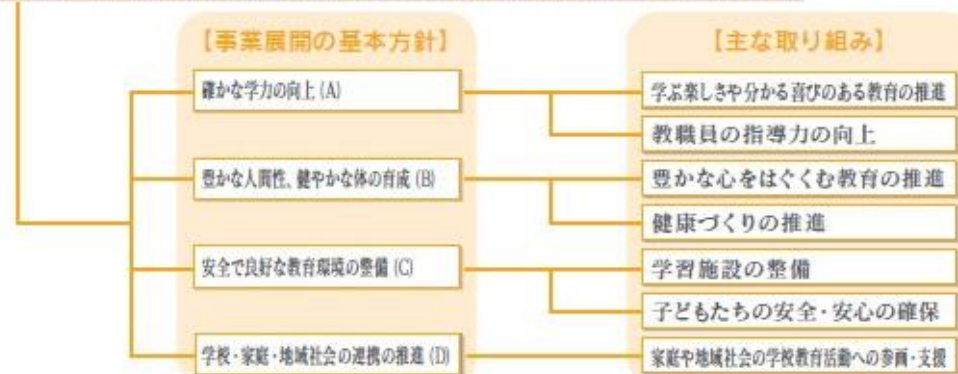 【事業展開の基本方針】
【主な取り組み】
確かな学力の向上 (A)
学ぶ楽しさや分かる喜びのある教育の推進
教職員の指導力の向上
豊かな人間性、健やかな体の育成 (B)
豊かな心をはぐくむ教育の推進
健康づくりの推進
安全で良好な教育環境の整備 (C)
学習施設の整備
子どもたちの安全・安心の確保
学校・家庭・地域社会の連携の推進 (D)
家庭や地域社会の学校教育活動への参画・支援